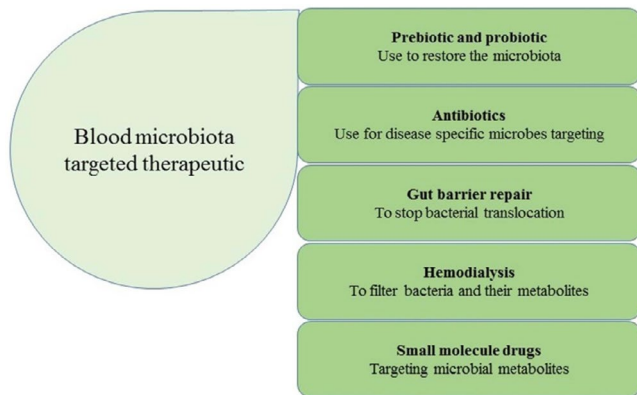 Blood microbiota
targeted therapeutic
Prebiotic and probiotic
Use to restore the microbiota
Antibiotics
Use for disease specific microbes targeting
Gut barrier repair
To stop bacterial translocation
Hemodialysis
To filter bacteria and their metabolites
Small molecule drugs
Targeting microbial metabolites